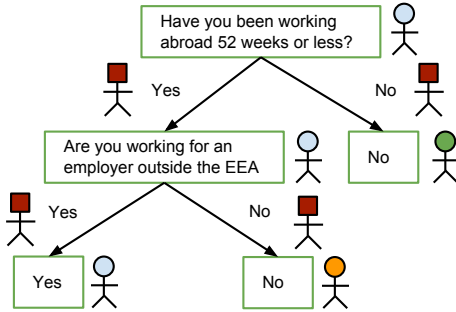 Have you been working
abroad 52 weeks or less?
Yes
No
Are you working for an
employer outside the EEA
No
Yes
No
Yes
No